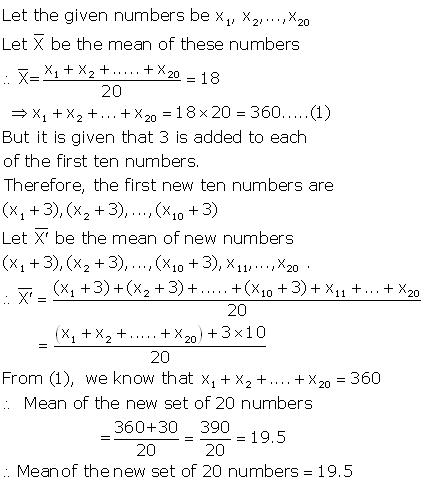 Let the given numbers be x₁, x₂,...,x₂₀
Let X̅ be the mean of these numbers
∴ X̅ = (x₁ + x₂ + ..... + x₂₀)/20 = 18
⇒ x₁ + x₂ + ... + x₂₀ = 18 × 20 = 360.....(1)
But it is given that 3 is added to each
of the first ten numbers.
Therefore, the first new ten numbers are
(x₁ + 3), (x₂ + 3), ..., (x₁₀ + 3)
Let X̅' be the mean of new numbers
(x₁ + 3), (x₂ + 3), ..., (x₁₀ + 3), x₁₁, ..., x₂₀ .
∴ X̅' = ((x₁ + 3) + (x₂ + 3) + ..... + (x₁₀ + 3) + x₁₁ + ... + x₂₀)/20
= ((x₁ + x₂ + ..... + x₂₀) + 3 × 10)/20
From (1), we know that x₁ + x₂ + .... + x₂₀ = 360
∴ Mean of the new set of 20 numbers
= (360+30)/20 = 390/20 = 19.5
∴ Mean of the new set of 20 numbers = 19.5